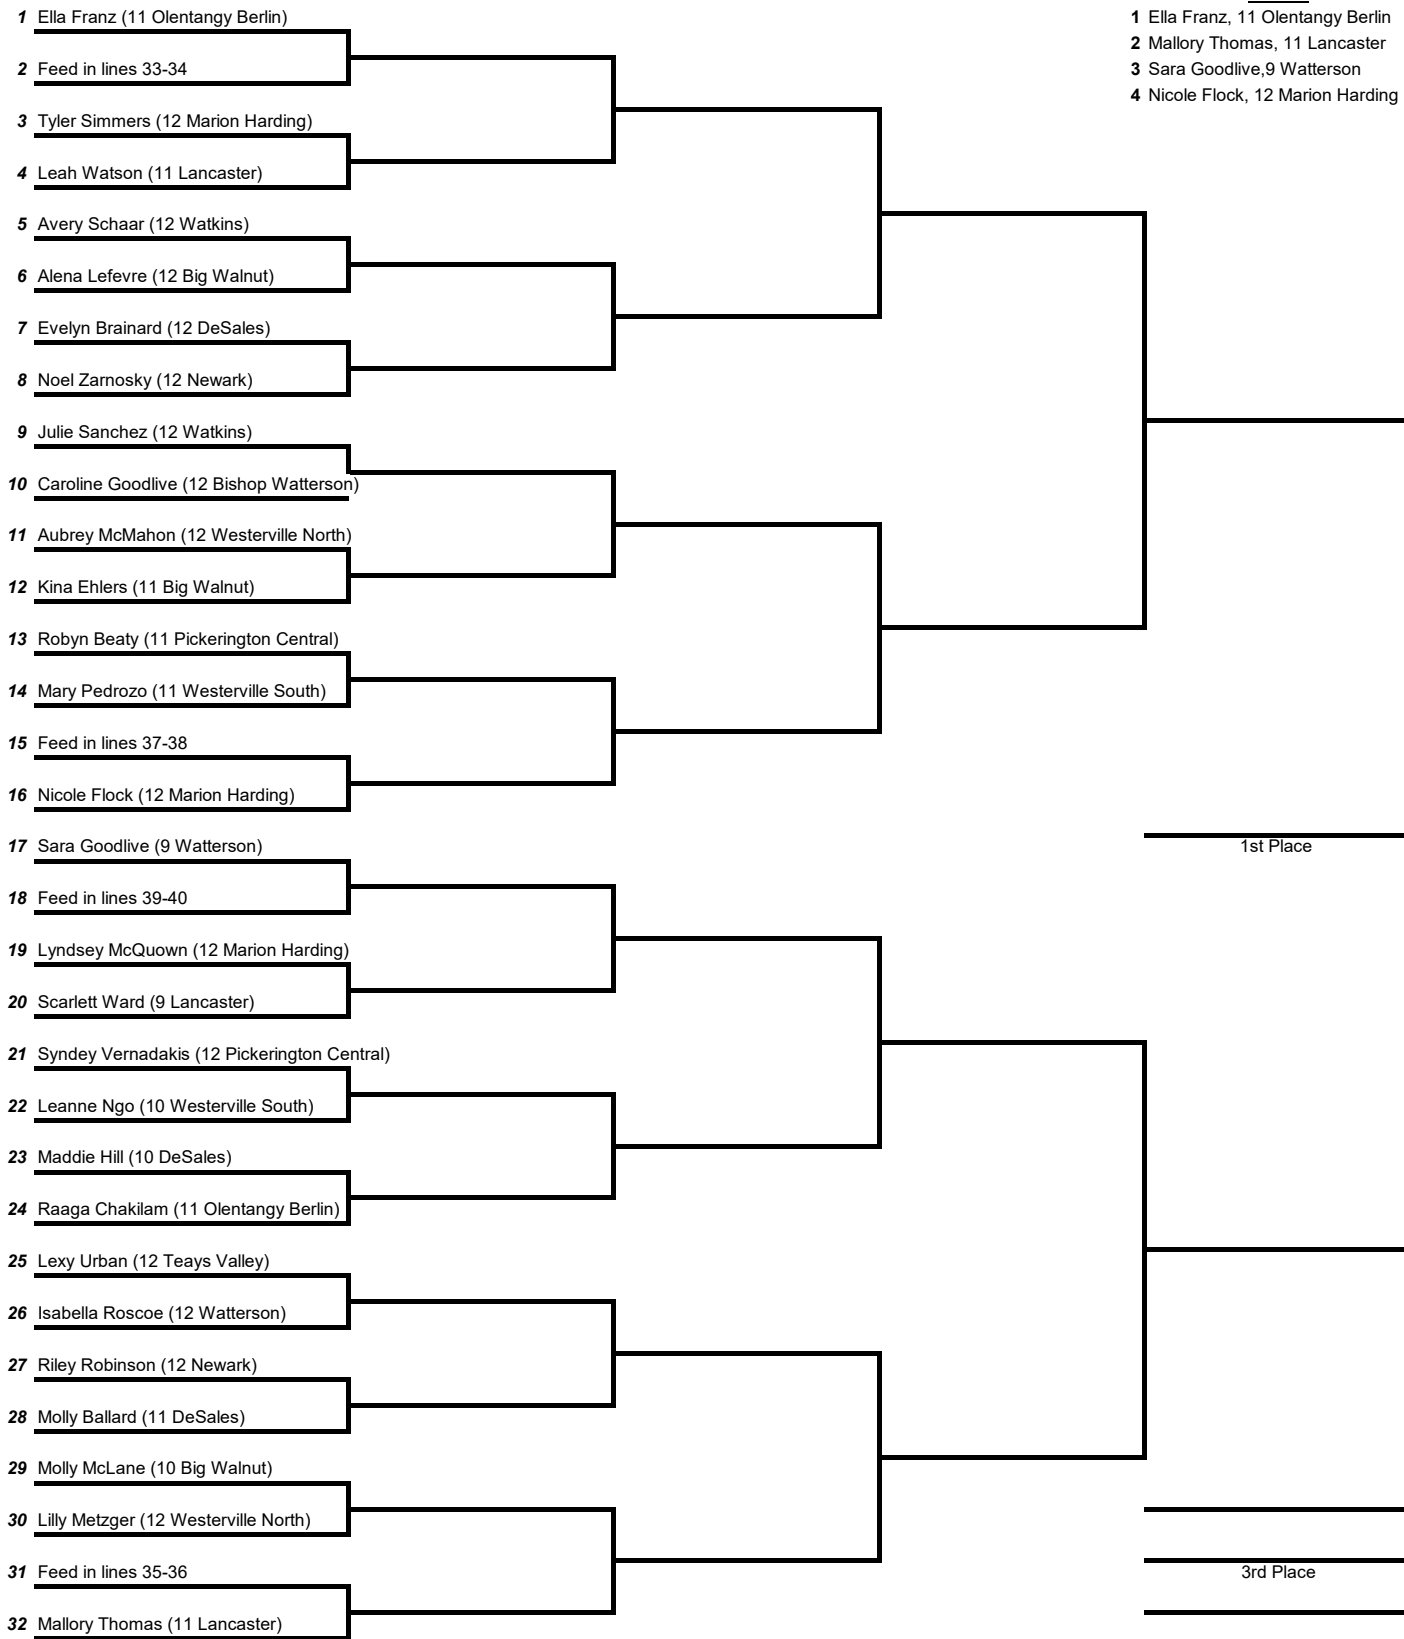 1 Ella Franz (11 Olentangy Berlin)
2 Feed in lines 33-34
3 Tyler Simmers (12 Marion Harding)
4 Leah Watson (11 Lancaster)
5 Avery Schaar (12 Watkins)
6 Alena Lefevre (12 Big Walnut)
7 Evelyn Brainard (12 DeSales)
8 Noel Zarnosky (12 Newark)
9 Julie Sanchez (12 Watkins)
10 Caroline Goodlive (12 Bishop Watterson)
11 Aubrey McMahon (12 Westerville North)
12 Kina Ehlers (11 Big Walnut)
13 Robyn Beaty (11 Pickerington Central)
14 Mary Pedrozo (11 Westerville South)
15 Feed in lines 37-38
16 Nicole Flock (12 Marion Harding)
17 Sara Goodlive (9 Watterson)
18 Feed in lines 39-40
19 Lyndsey McQuown (12 Marion Harding)
20 Scarlett Ward (9 Lancaster)
21 Syndey Vernadakis (12 Pickerington Central)
22 Leanne Ngo (10 Westerville South)
23 Maddie Hill (10 DeSales)
24 Raaga Chakilam (11 Olentangy Berlin)
25 Lexy Urban (12 Teays Valley)
26 Isabella Roscoe (12 Watterson)
27 Riley Robinson (12 Newark)
28 Molly Ballard (11 DeSales)
29 Molly McLane (10 Big Walnut)
30 Lilly Metzger (12 Westerville North)
31 Feed in lines 35-36
32 Mallory Thomas (11 Lancaster)
1 Ella Franz, 11 Olentangy Berlin
2 Mallory Thomas, 11 Lancaster
3 Sara Goodlive,9 Watterson
4 Nicole Flock, 12 Marion Harding
1st Place
3rd Place